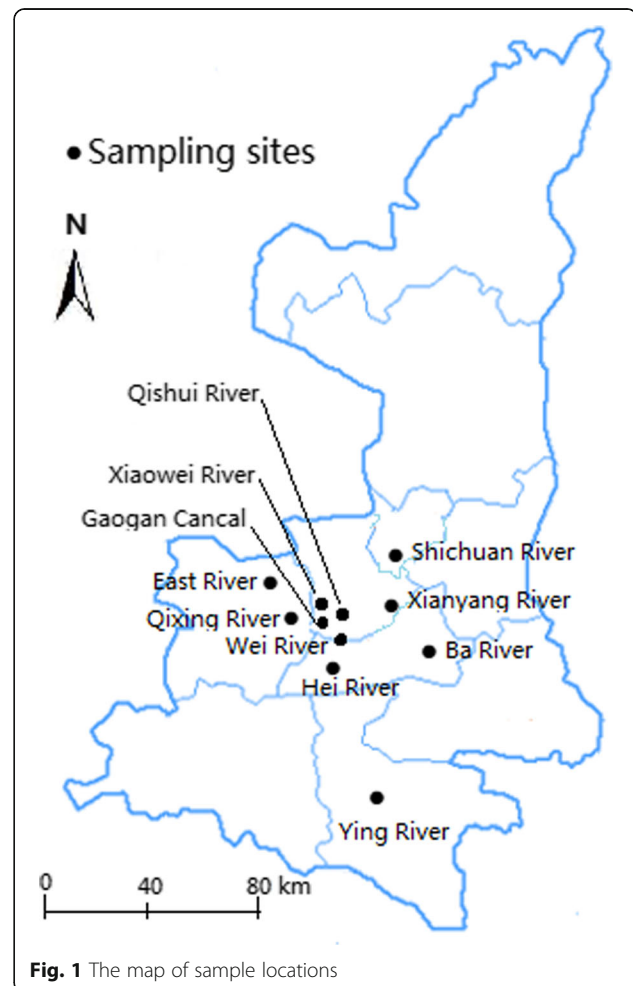 Sampling sites
N
Qishui River
Xiaowei River
Gaogan Cancal
Shichuan River
East River
Xianyang River
Qixing River
Wei River
Ba River
Hei River
Ying River
0 40 80 km
Fig. 1 The map of sample locations